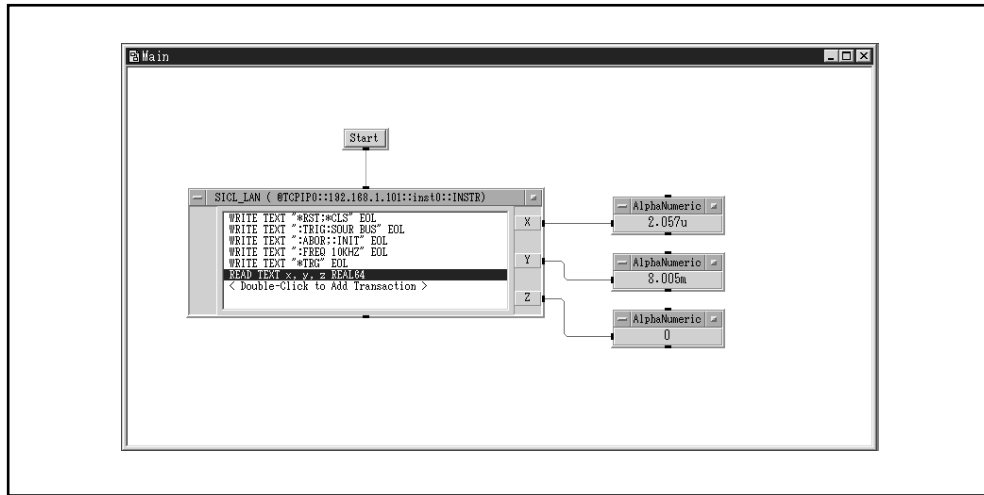 Main
Start
SICL_LAN ( @TCPIP0::192.168.1.101::inst0::INSTR)
WRITE TEXT "*RST;*CLS" EOL
WRITE TEXT ":TRIG:SOUR BUS" EOL
WRITE TEXT ":ABOR;:INIT" EOL
WRITE TEXT ":FREQ 10KHZ" EOL
WRITE TEXT "*TRG" EOL
READ TEXT x, y, z REAL64
< Double-Click to Add Transaction >
X
Y
Z
AlphaNumeric
2.057u
AlphaNumeric
8.005m
AlphaNumeric
0